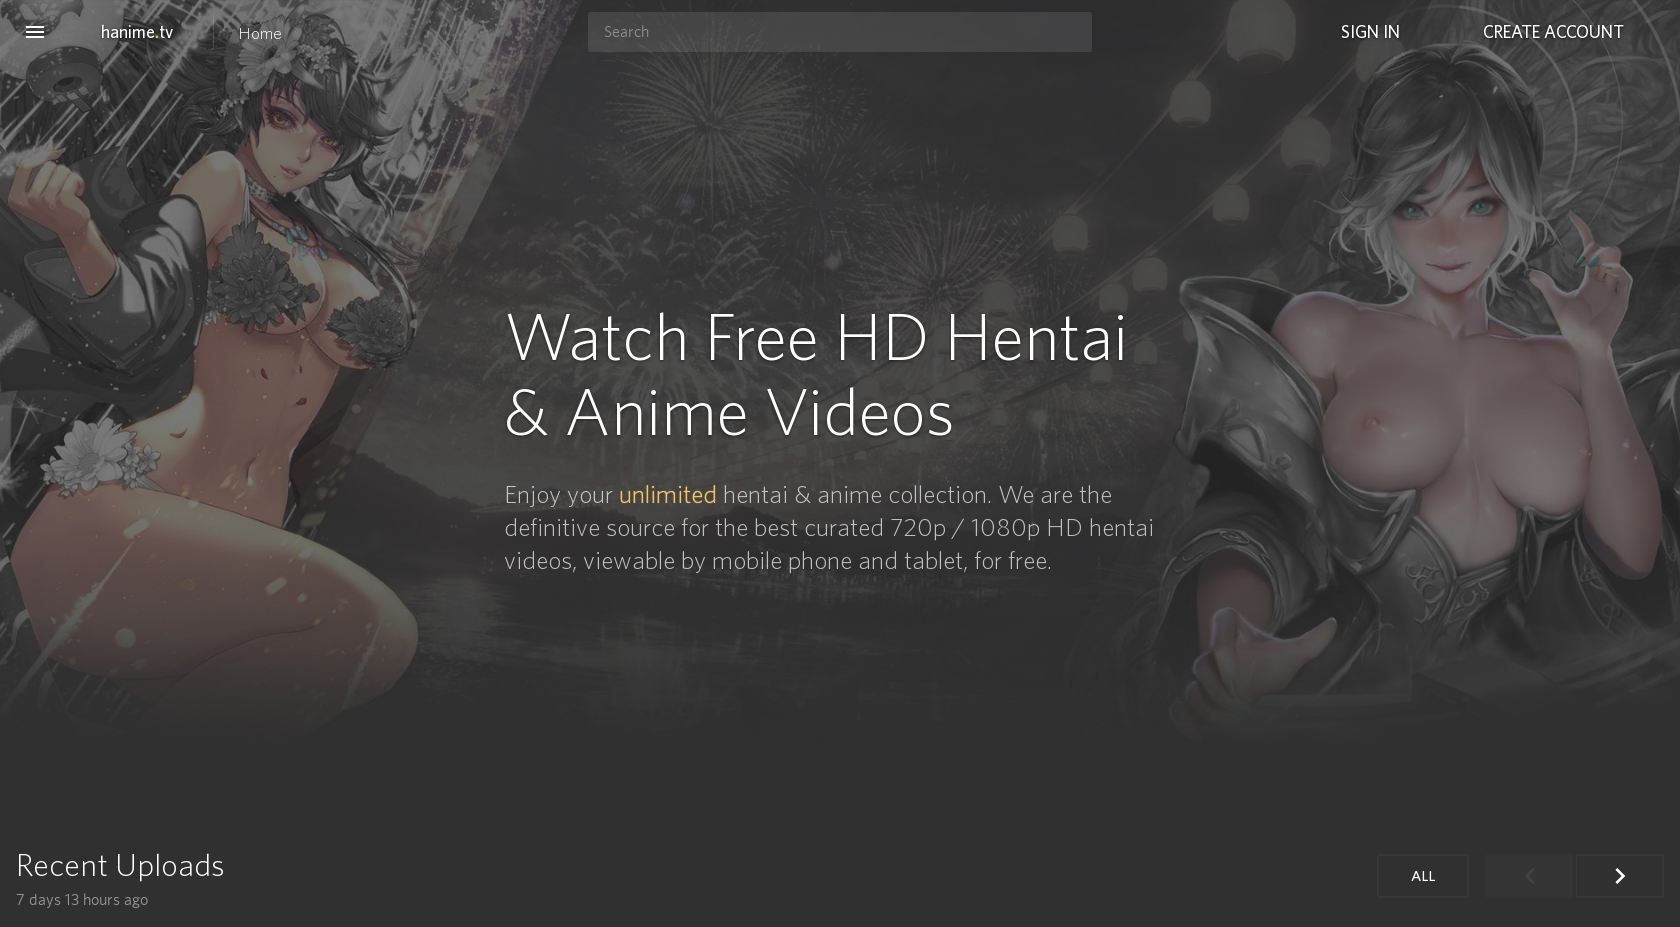 hanime.tv
Home
Search
SIGN IN
CREATE ACCOUNT
Watch Free HD Hentai
& Anime Videos
Enjoy your unlimited hentai & anime collection. We are the
definitive source for the best curated 720p / 1080p HD hentai
videos, viewable by mobile phone and tablet, for free.
Recent Uploads
ALL
7 days 13 hours ago